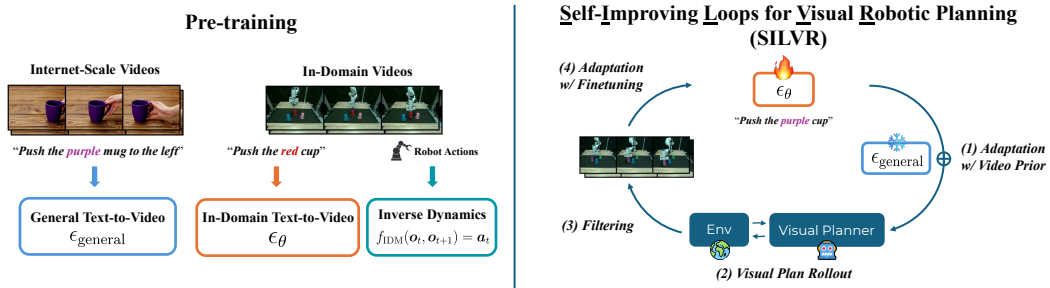 Pre-training
Internet-Scale Videos
In-Domain Videos
“Push the purple mug to the left”
“Push the red cup”
Robot Actions
General Text-to-Video
ϵgeneral
In-Domain Text-to-Video
ϵθ
Inverse Dynamics
fIDM(ot, ot+1) = at
Self-Improving Loops for Visual Robotic Planning
(SILVR)
(4) Adaptation
w/ Finetuning
ϵθ
“Push the purple cup”
ϵgeneral
(1) Adaptation
w/ Video Prior
(3) Filtering
Env
Visual Planner
(2) Visual Plan Rollout